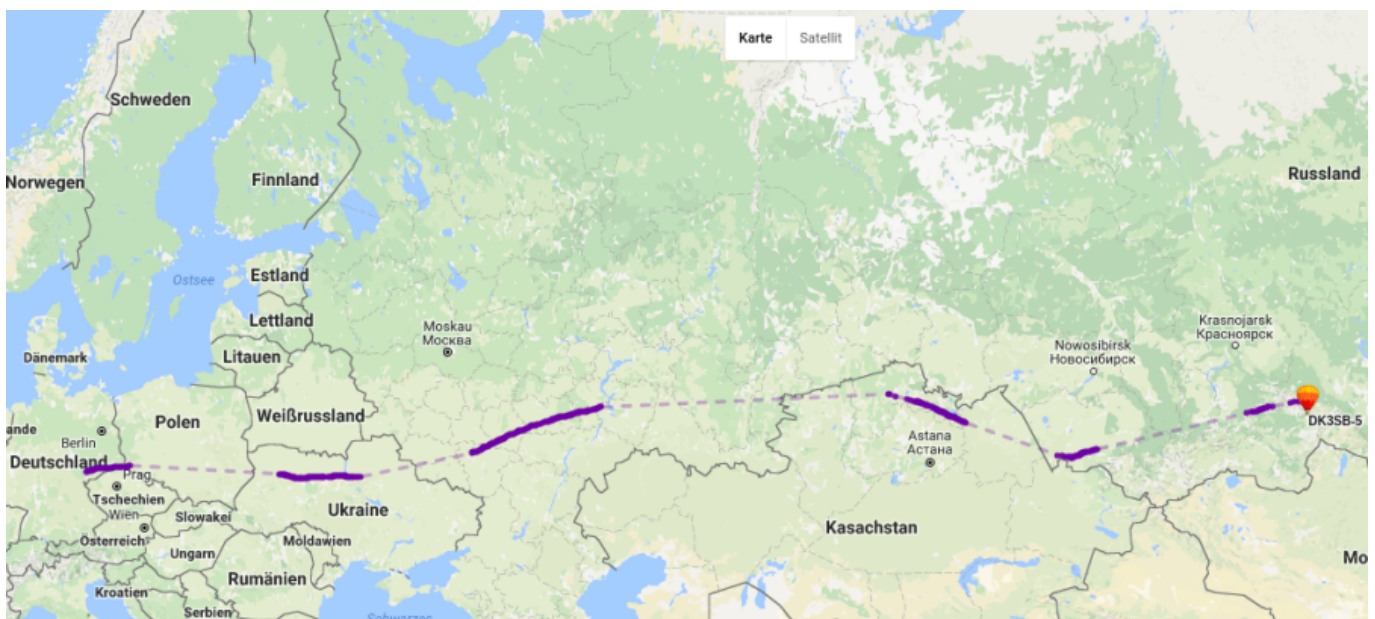 Karte
Satellit
Schweden
Norwegen
Finnland
Russland
Ostsee
Estland
Lettland
Moskau
Москва
Krasnojarsk
Красноярск
Litauen
Dänemark
Nowosibirsk
Новосибирск
Weißrussland
Polen
ande
Berlin
DK3SB-5
Astana
Астана
Deutschland
Prag
Tschechien
Wien
Slowakei
Ukraine
Kasachstan
Österreich
Moldawien
Ungarn
Mo
Rumänien
Kroatien
Serbien
Schwarzes